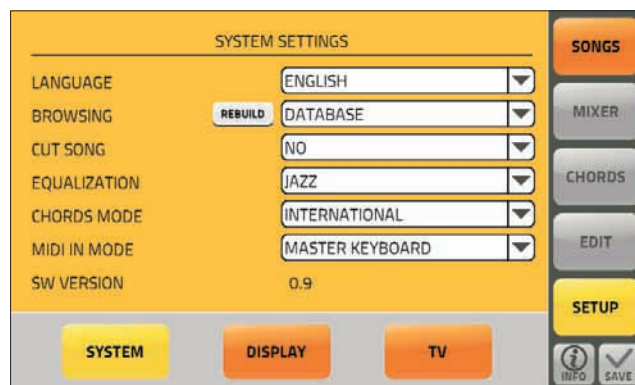 SYSTEM SETTINGS
LANGUAGE ENGLISH
BROWSING REBUILD DATABASE
CUT SONG NO
EQUALIZATION JAZZ
CHORDS MODE INTERNATIONAL
MIDI IN MODE MASTER KEYBOARD
SW VERSION 0.9
SYSTEM DISPLAY TV
SONGS
MIXER
CHORDS
EDIT
SETUP
INFO SAVE